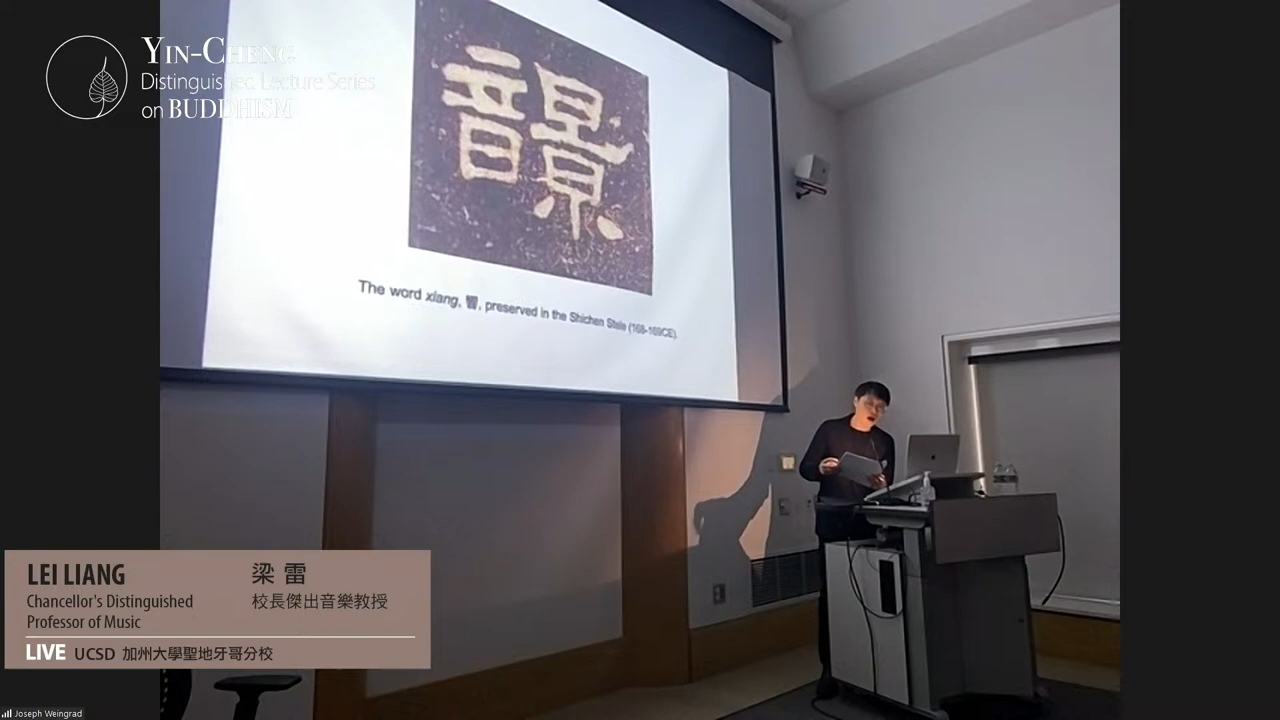 YIN-CHENG
Distinguished Lecture Series
on BUDDHISM
The word xiang, 響, preserved in the Shichen Stele (168-169CE).
LEI LIANG
梁 雷
Chancellor's Distinguished
Professor of Music
校長傑出音樂教授
LIVE UCSD 加州大學聖地牙哥分校
Joseph Weingrad